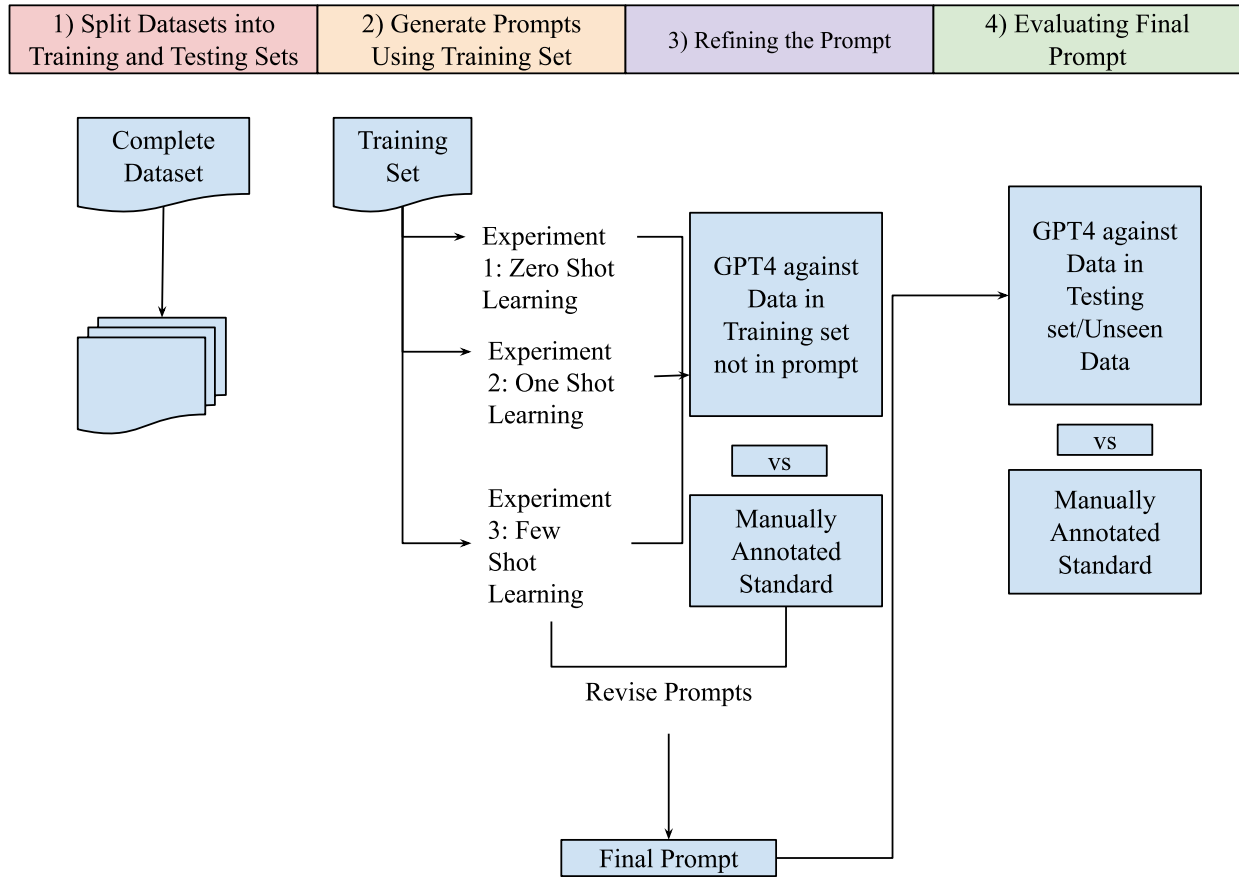 1) Split Datasets into
Training and Testing Sets
2) Generate Prompts
Using Training Set
3) Refining the Prompt
4) Evaluating Final
Prompt
Complete
Dataset
Training
Set
Experiment
1: Zero Shot
Learning
Experiment
2: One Shot
Learning
Experiment
3: Few
Shot
Learning
GPT4 against
Data in
Training set
not in prompt
vs
Manually
Annotated
Standard
Revise Prompts
Final Prompt
GPT4 against
Data in
Testing
set/Unseen
Data
vs
Manually
Annotated
Standard